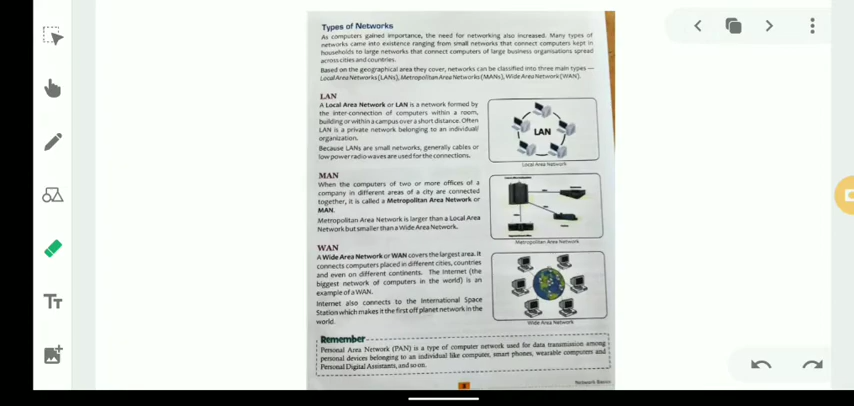 Types of Networks
As computers gained importance, the need for networking also increased. Many types of
networks came into existence ranging from small networks that connect computers kept in
households to large networks that connect computers of large business organisations spread
across cities and countries.
Based on the geographical area they cover, networks can be classified into three main types —
Local Area Networks (LANs), Metropolitan Area Networks (MANs), Wide Area Network (WAN).
LAN
A Local Area Network or LAN is a network formed by
the inter-connection of computers within a room,
building or within a campus over a short distance. Often
LAN is a private network belonging to an individual/
organization.
Because LANs are small networks, generally cables or
low power radio waves are used for the connections.
LAN
Local Area Network
MAN
When the computers of two or more offices of a
company in different areas of a city are connected
together, it is called a Metropolitan Area Network or
MAN.
Metropolitan Area Network is larger than a Local Area
Network but smaller than a Wide Area Network.
Metropolitan Area Network
WAN
A Wide Area Network or WAN covers the largest area. It
connects computers placed in different cities, countries
and even on different continents. The Internet (the
biggest network of computers in the world) is an
example of a WAN.
Internet also connects to the International Space
Station which makes it the first off planet network in the
world.
Wide Area Network
Remember
Personal Area Network (PAN) is a type of computer network used for data transmission among
personal devices belonging to an individual like computer, smart phones, wearable computers and
Personal Digital Assistants, and so on.
Network Basics
Tт